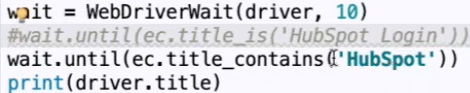 wait = WebDriverWait(driver, 10)
#wait.until(ec.title_is('HubSpot Login'))
wait.until(ec.title_contains('HubSpot'))
print(driver.title)